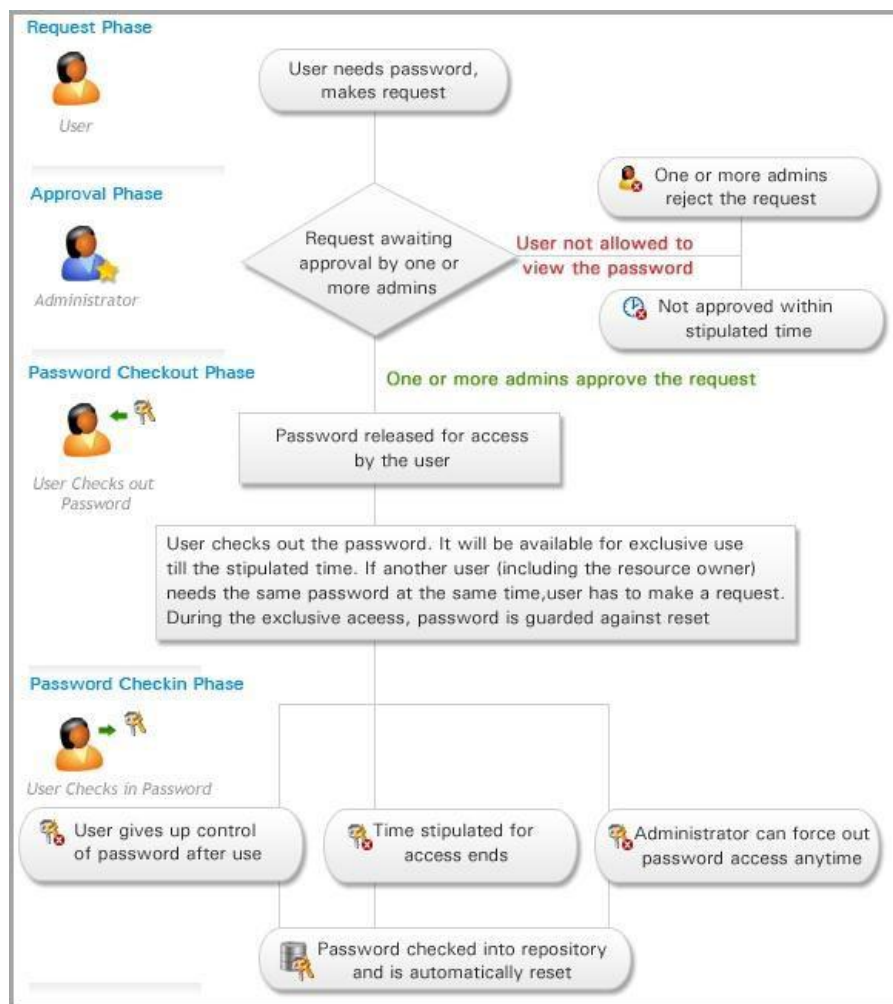 Request Phase
User needs password,
makes request
User
Approval Phase
One or more admins
reject the request
Request awaiting
approval by one or
more admins
User not allowed to
view the password
Administrator
Not approved within
stipulated time
Password Checkout Phase
One or more admins approve the request
Password released for access
by the user
User Checks out
Password
User checks out the password. It will be available for exclusive use
till the stipulated time. If another user (including the resource owner)
needs the same password at the same time,user has to make a request.
During the exclusive aceess, password is guarded against reset
Password Checkin Phase
User Checks in Password
User gives up control
of password after use
Time stipulated for
access ends
Administrator can force out
password access anytime
Password checked into repository
and is automatically reset